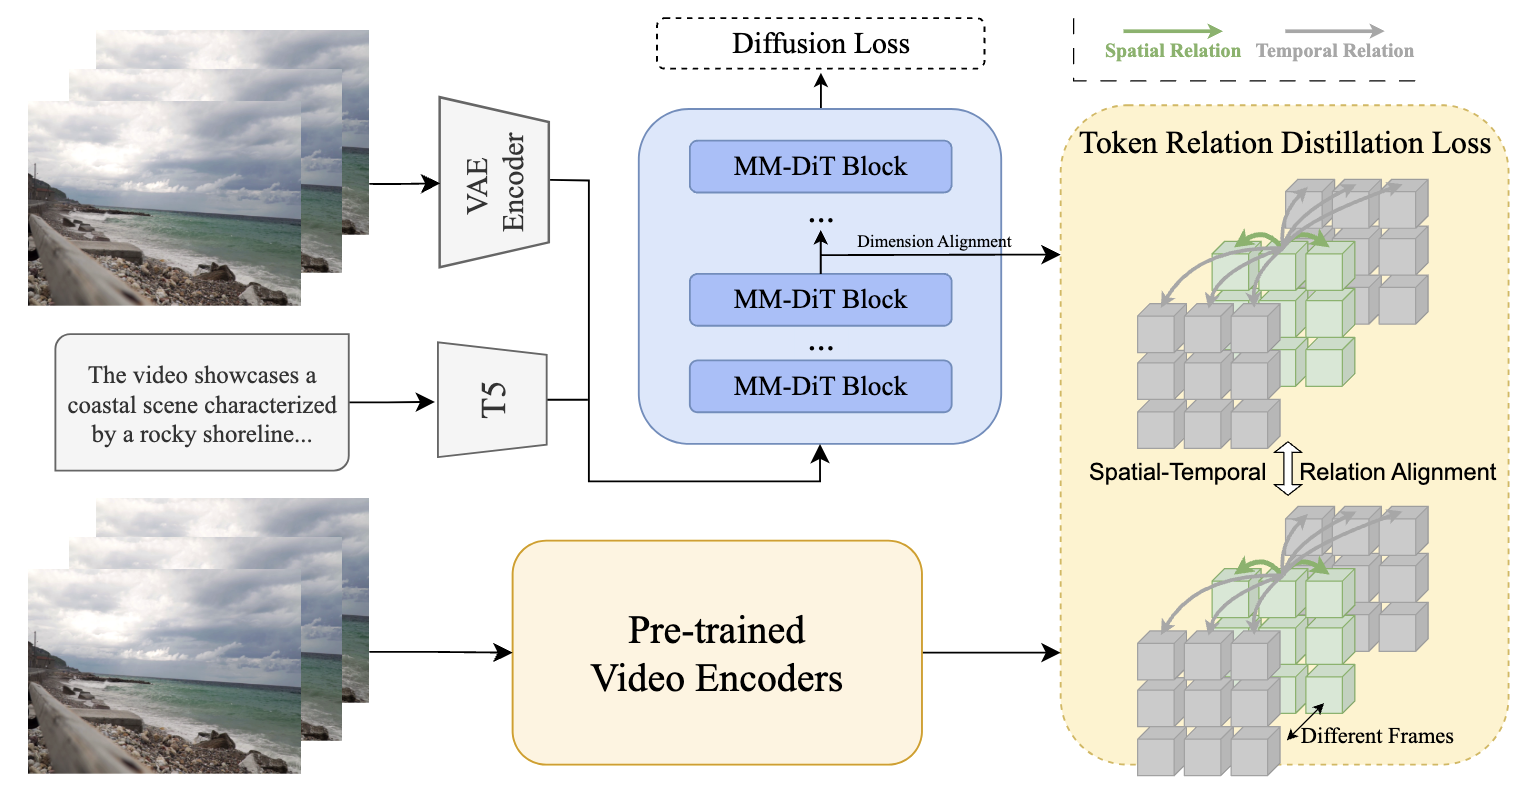 Diffusion Loss
Spatial Relation
Temporal Relation
VAE
Encoder
MM-DiT Block
...
Dimension Alignment
MM-DiT Block
...
MM-DiT Block
The video showcases a
coastal scene characterized
by a rocky shoreline...
T5
Token Relation Distillation Loss
Spatial-Temporal
Relation Alignment
Pre-trained
Video Encoders
Different Frames